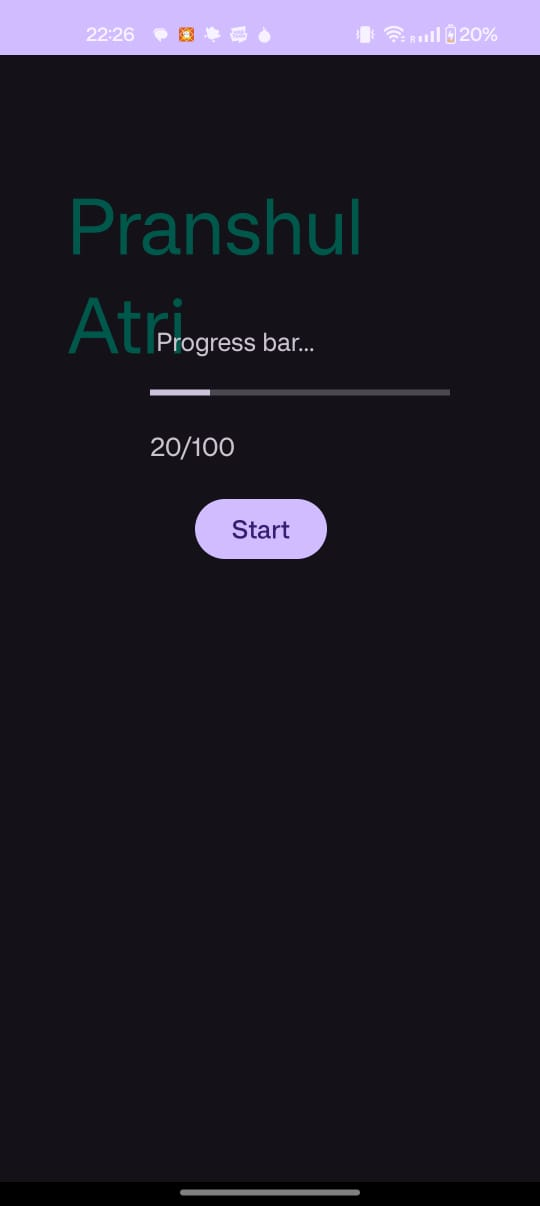 22:26 20%
Pranshul
Atri
Progress bar...
20/100
Start